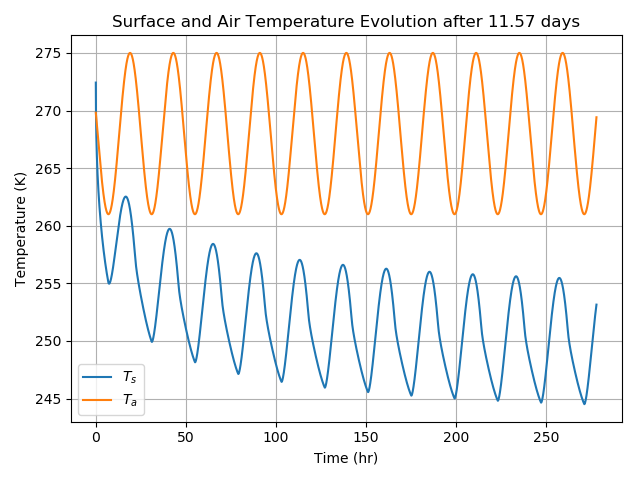 Surface and Air Temperature Evolution after 11.57 days
275
270
265
260
255
250
245
Temperature (K)
T_s
T_a
0 50 100 150 200 250
Time (hr)